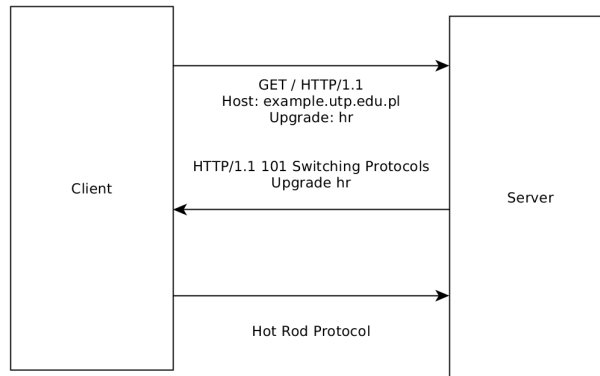 GET / HTTP/1.1
Host: example.utp.edu.pl
Upgrade: hr
HTTP/1.1 101 Switching Protocols
Upgrade hr
Client
Server
Hot Rod Protocol